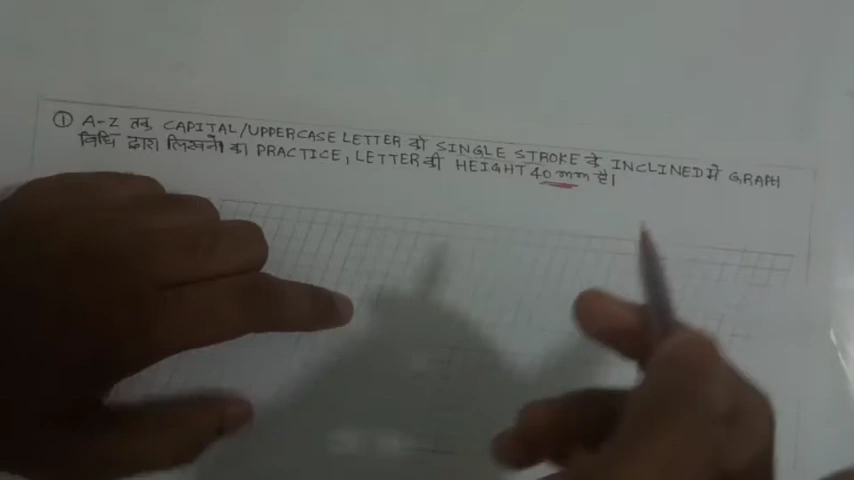 ① A-Z तक CAPITAL/UPPERCASE LETTER को SINGLE STROKE के INCLINED में GRAPH
विधि द्वारा लिखने का PRACTICE, LETTER की HEIGHT 40 mm है।